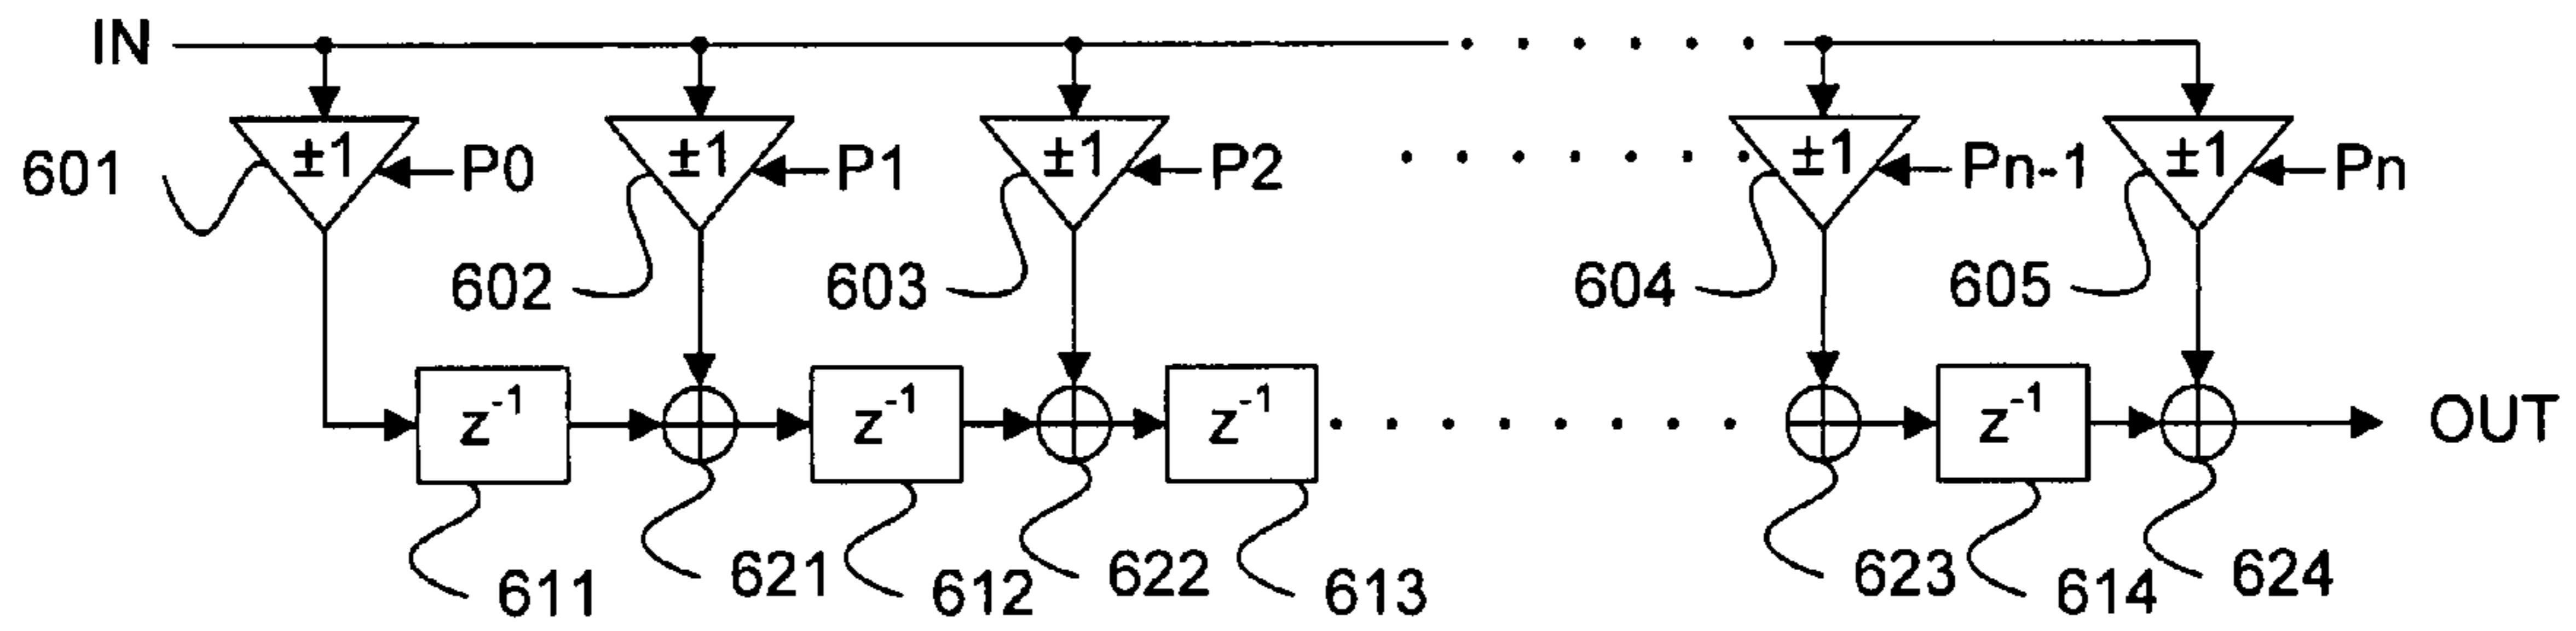 IN
±1 P0 ±1 P1 ±1 P2 ±1 Pn-1 ±1 Pn
601
602 603 604 605
z⁻¹ z⁻¹ z⁻¹ z⁻¹ OUT
611 621 612 622 613 623 614 624